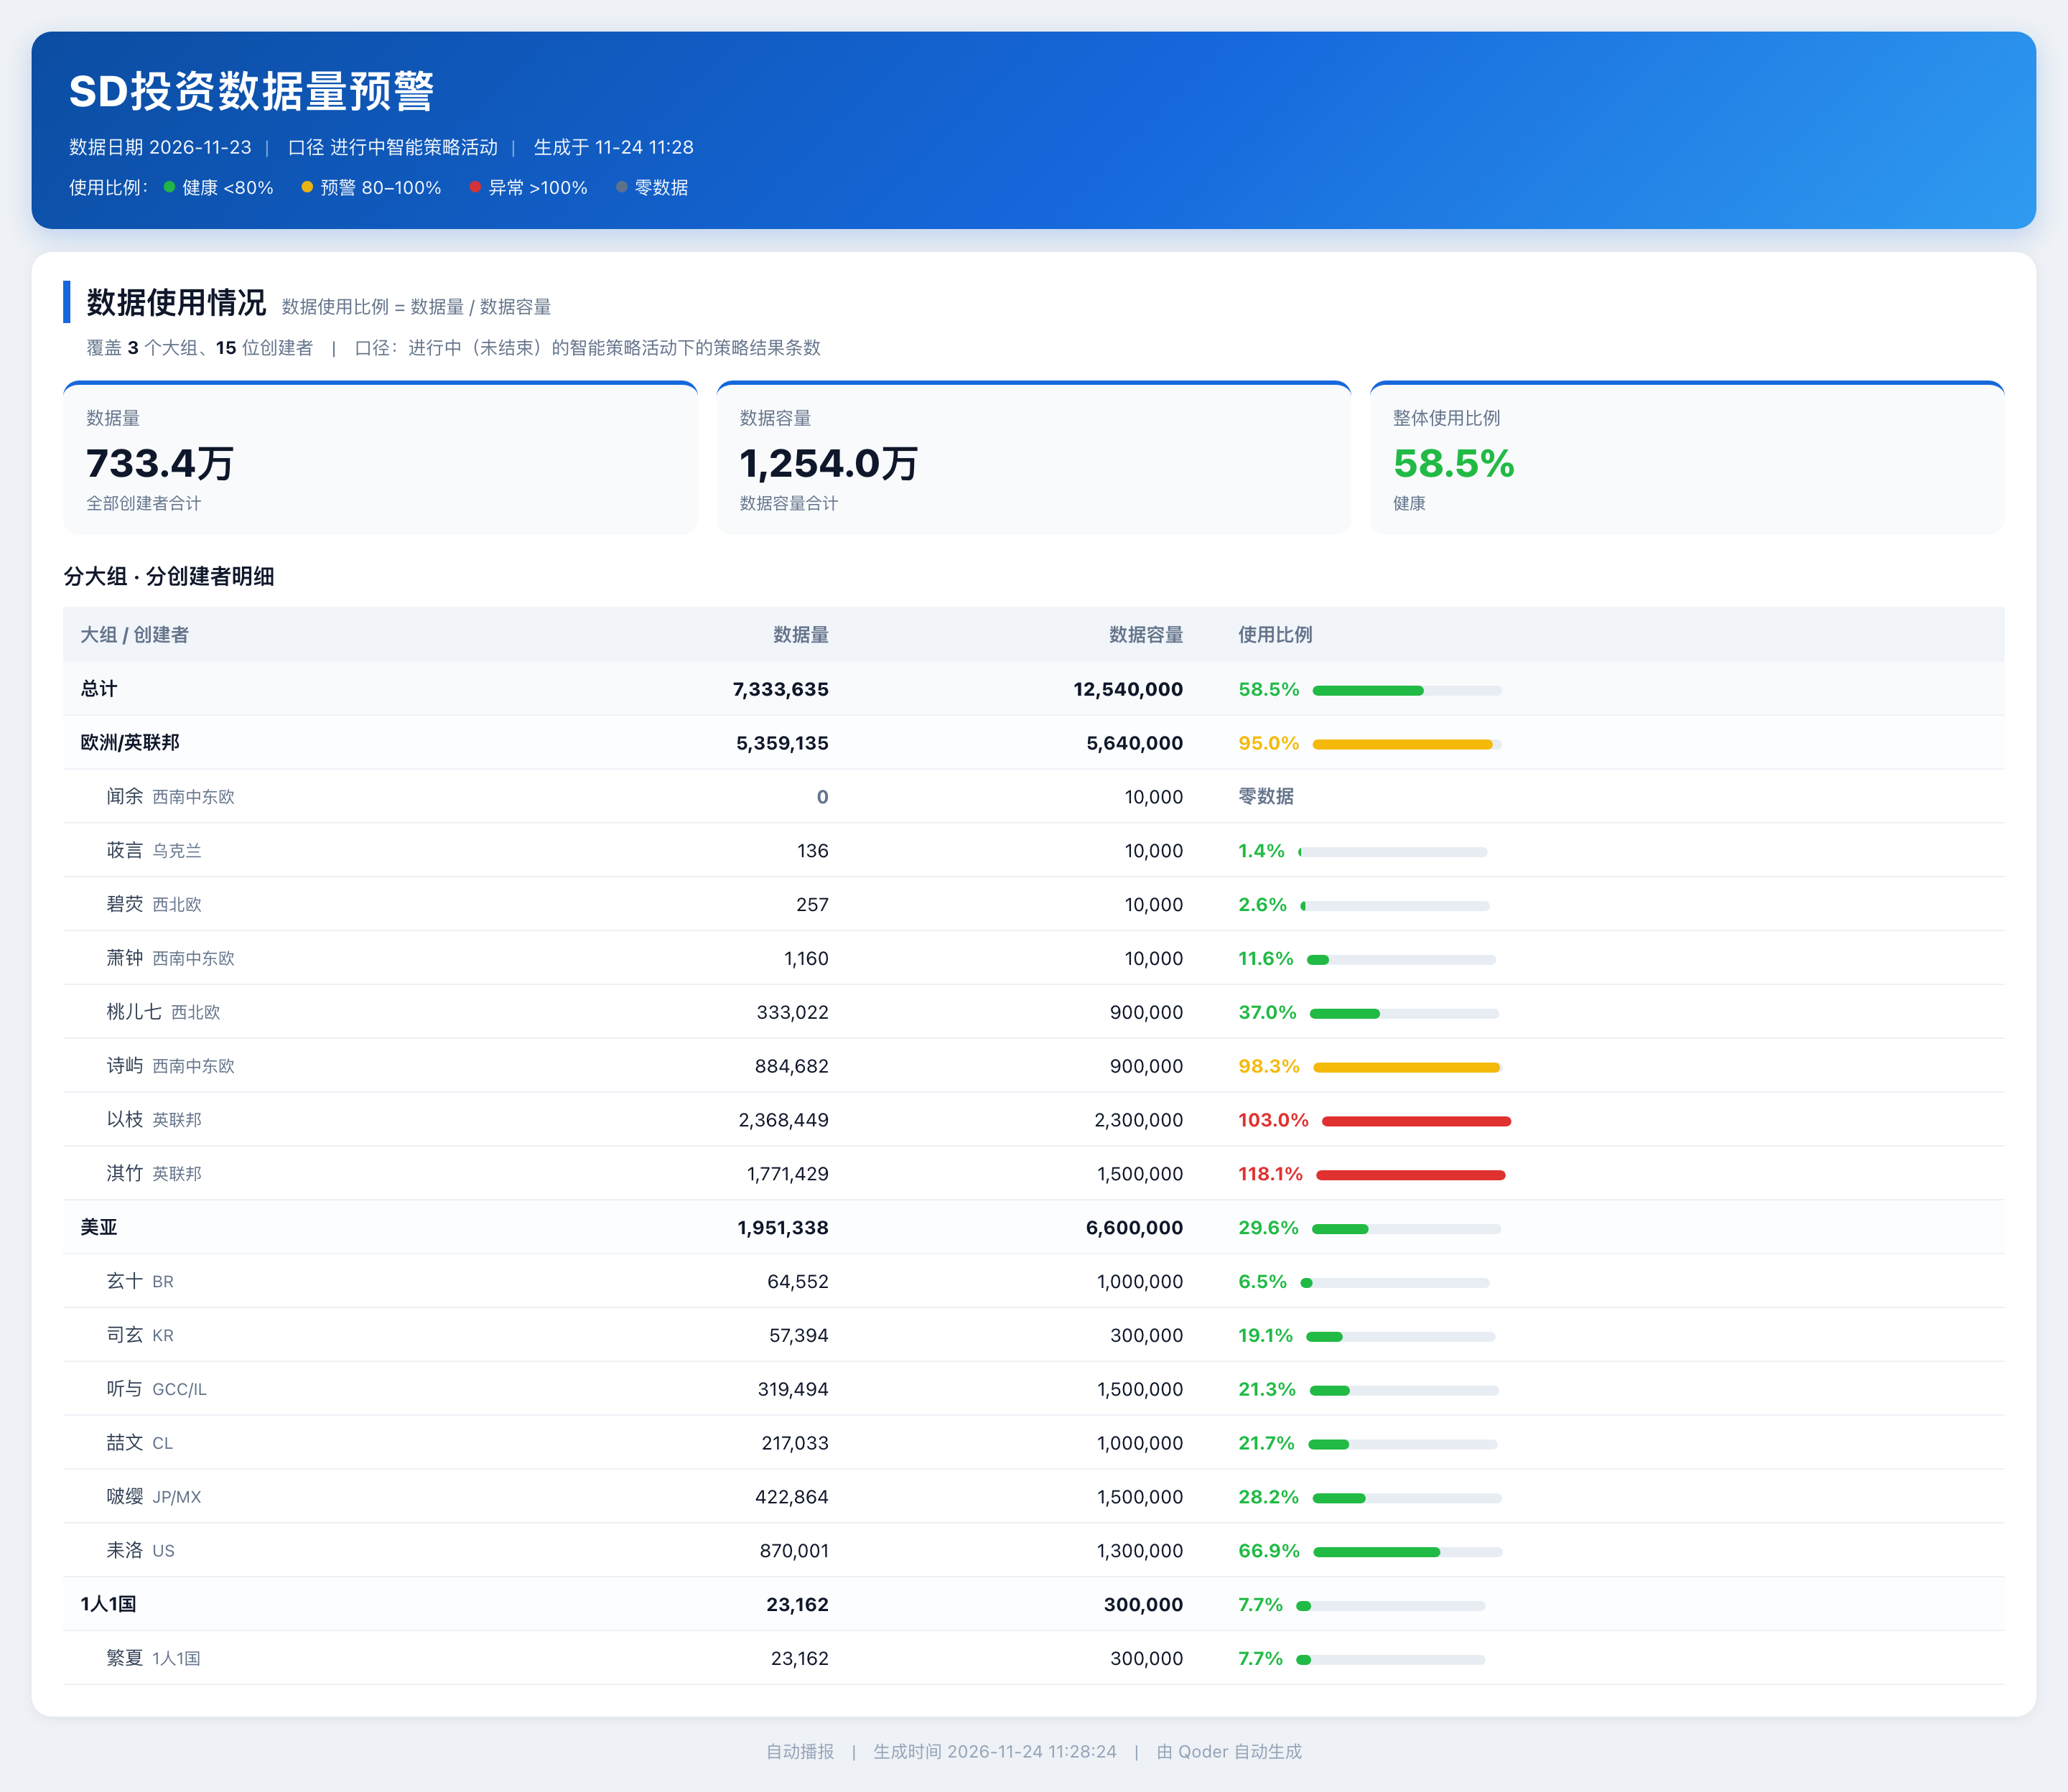 SD投资数据量预警
数据日期 2026-11-23 | 口径 进行中智能策略活动 | 生成于 11-24 11:28
使用比例： 健康 <80% 预警 80–100% 异常 >100% 零数据
数据使用情况 数据使用比例 = 数据量 / 数据容量
覆盖 3 个大组、15 位创建者 | 口径：进行中（未结束）的智能策略活动下的策略结果条数
数据量 数据容量 整体使用比例
733.4万 1,254.0万 58.5%
全部创建者合计 数据容量合计 健康
分大组 · 分创建者明细
大组 / 创建者 数据量 数据容量 使用比例
总计 7,333,635 12,540,000 58.5%
欧洲/英联邦 5,359,135 5,640,000 95.0%
闻余 西南中东欧 0 10,000 零数据
荍言 乌克兰 136 10,000 1.4%
碧荧 西北欧 257 10,000 2.6%
萧钟 西南中东欧 1,160 10,000 11.6%
桃儿七 西北欧 333,022 900,000 37.0%
诗屿 西南中东欧 884,682 900,000 98.3%
以枝 英联邦 2,368,449 2,300,000 103.0%
淇竹 英联邦 1,771,429 1,500,000 118.1%
美亚 1,951,338 6,600,000 29.6%
玄十 BR 64,552 1,000,000 6.5%
司玄 KR 57,394 300,000 19.1%
听与 GCC/IL 319,494 1,500,000 21.3%
喆文 CL 217,033 1,000,000 21.7%
啵缨 JP/MX 422,864 1,500,000 28.2%
耒洛 US 870,001 1,300,000 66.9%
1人1国 23,162 300,000 7.7%
繁夏 1人1国 23,162 300,000 7.7%
自动播报 | 生成时间 2026-11-24 11:28:24 | 由 Qoder 自动生成